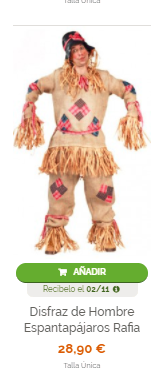 Talla Única
AÑADIR
Recíbelo el 02/11
Disfraz de Hombre
Espantapájaros Rafia
28,90 €
Talla Única